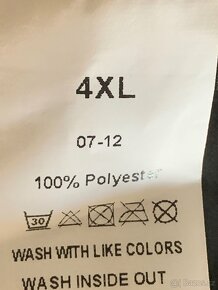 4XL
07-12
100% Polyester
30
WASH WITH LIKE COLORS
WASH INSIDE OUT